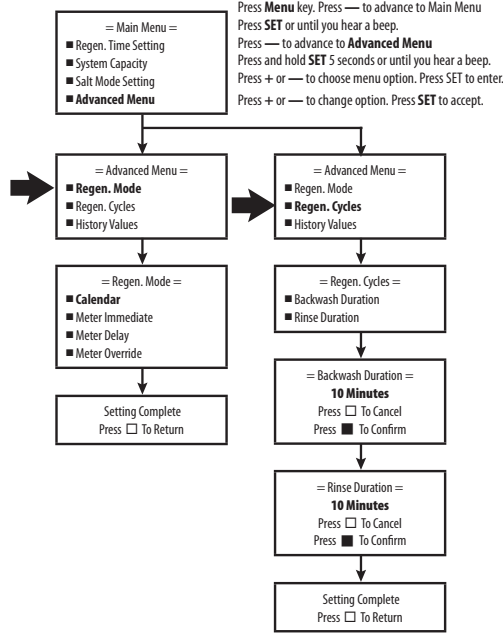 Press Menu key. Press — to advance to Main Menu
Press SET or until you hear a beep.
Press — to advance to Advanced Menu
Press and hold SET 5 seconds or until you hear a beep.
Press + or — to choose menu option. Press SET to enter.
Press + or — to change option. Press SET to accept.
= Main Menu =
■ Regen. Time Setting
■ System Capacity
■ Salt Mode Setting
■ Advanced Menu
= Advanced Menu =
■ Regen. Mode
■ Regen. Cycles
■ History Values
= Regen. Mode =
■ Calendar
■ Meter Immediate
■ Meter Delay
■ Meter Override
Setting Complete
Press □ To Return
= Advanced Menu =
■ Regen. Mode
■ Regen. Cycles
■ History Values
= Regen. Cycles =
■ Backwash Duration
■ Rinse Duration
= Backwash Duration =
10 Minutes
Press □ To Cancel
Press ■ To Confirm
= Rinse Duration =
10 Minutes
Press □ To Cancel
Press ■ To Confirm
Setting Complete
Press □ To Return